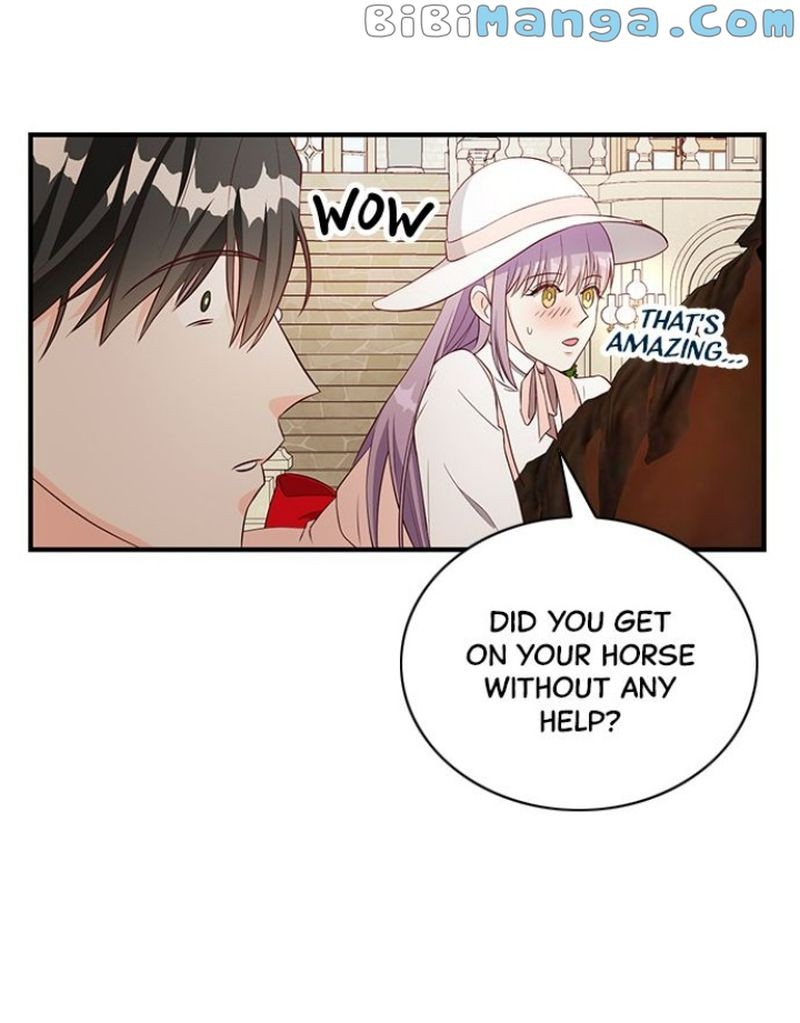 BiBiManga.Com
WOW
THAT'S
AMAZING...
DID YOU GET
ON YOUR HORSE
WITHOUT ANY
HELP?